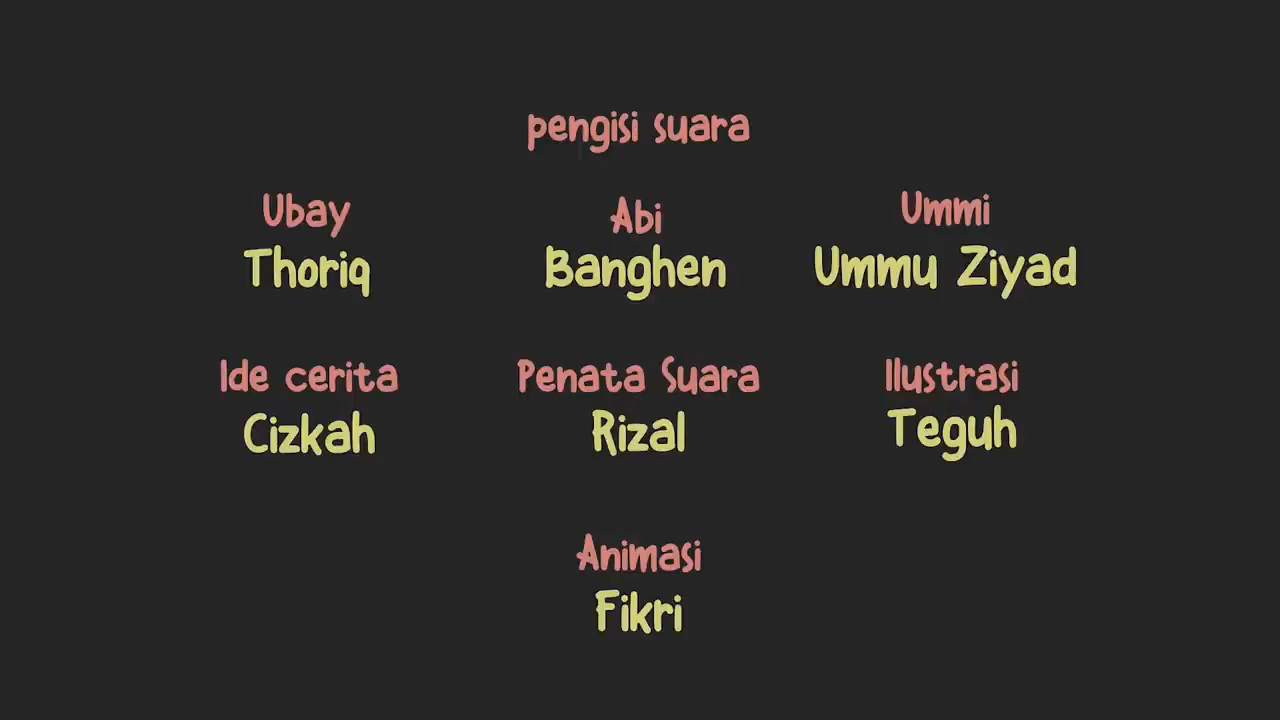 pengisi suara
Ubay Abi Ummi
Thoriq Banghen Ummu Ziyad
Ide cerita Penata Suara Ilustrasi
Cizkah Rizal Teguh
Animasi
Fikri